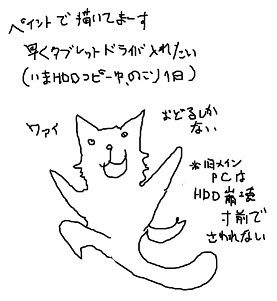 ペイントで描いてまーす
早くタブレットドライバ入れたい
(いまHDDコピー中、のこり1日)
ワァイ
おどるしか
ない
*旧メイン
PCは
HDD崩壊
寸前で
さわれない